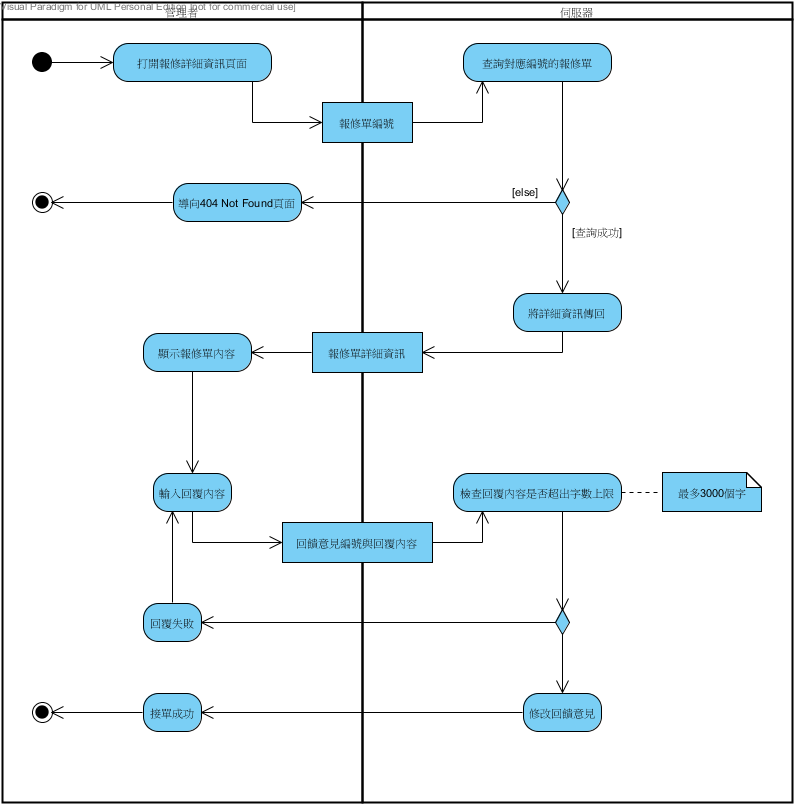 Visual Paradigm for UML Personal Edition [not for commercial use]
管理者
伺服器
打開報修詳細資訊頁面
查詢對應編號的報修單
報修單編號
[else]
導向404 Not Found頁面
[查詢成功]
將詳細資訊傳回
顯示報修單內容
報修單詳細資訊
輸入回覆內容
檢查回覆內容是否超出字數上限
最多3000個字
回饋意見編號與回覆內容
回覆失敗
接單成功
修改回饋意見